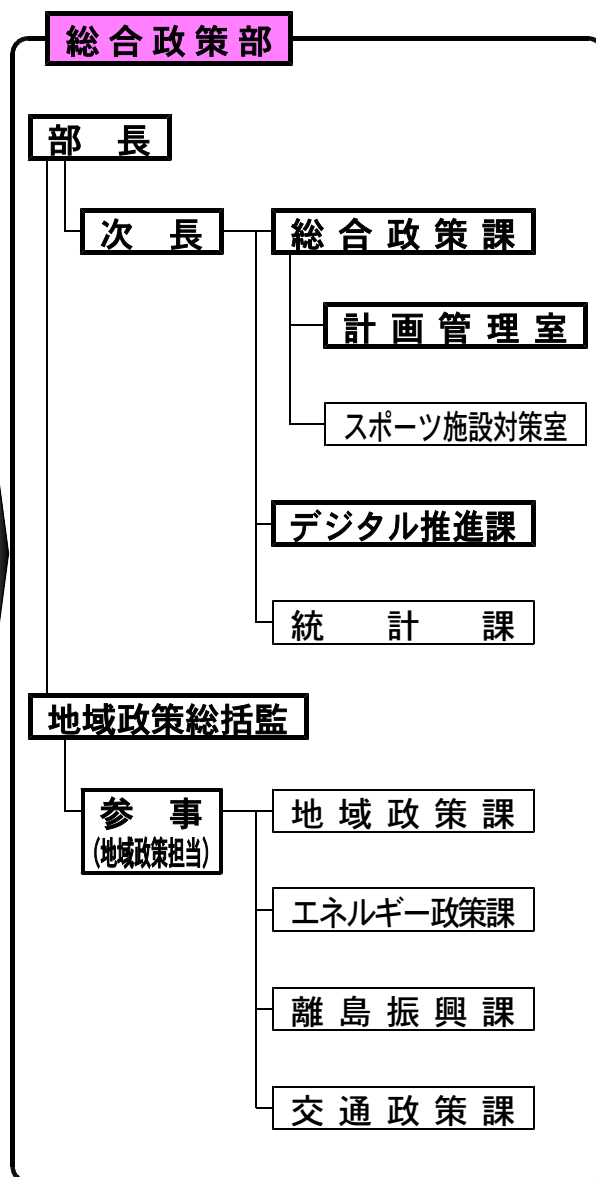 総合政策部
部長
次長
総合政策課
計画管理室
スポーツ施設対策室
デジタル推進課
統計課
地域政策総括監
参事
(地域政策担当)
地域政策課
エネルギー政策課
離島振興課
交通政策課